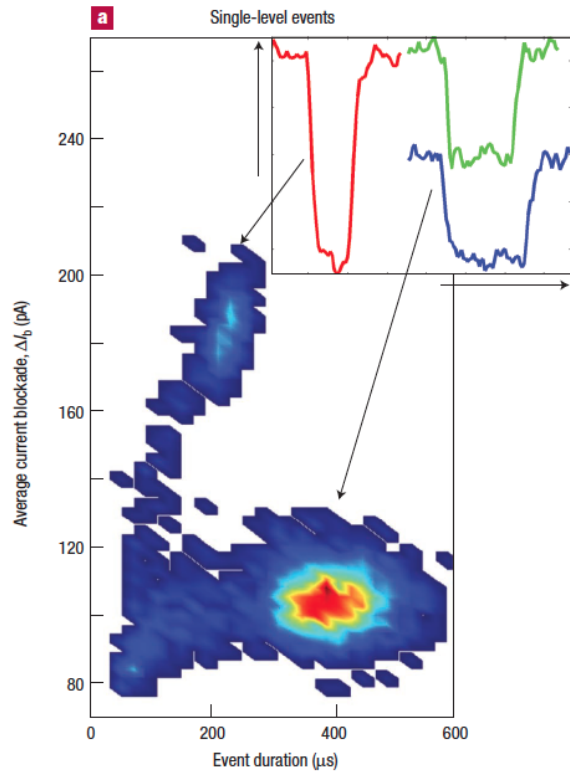 a
Single-level events
240
200
160
120
80
Average current blockade, ΔI_b (pA)
0
200
400
600
Event duration (μs)